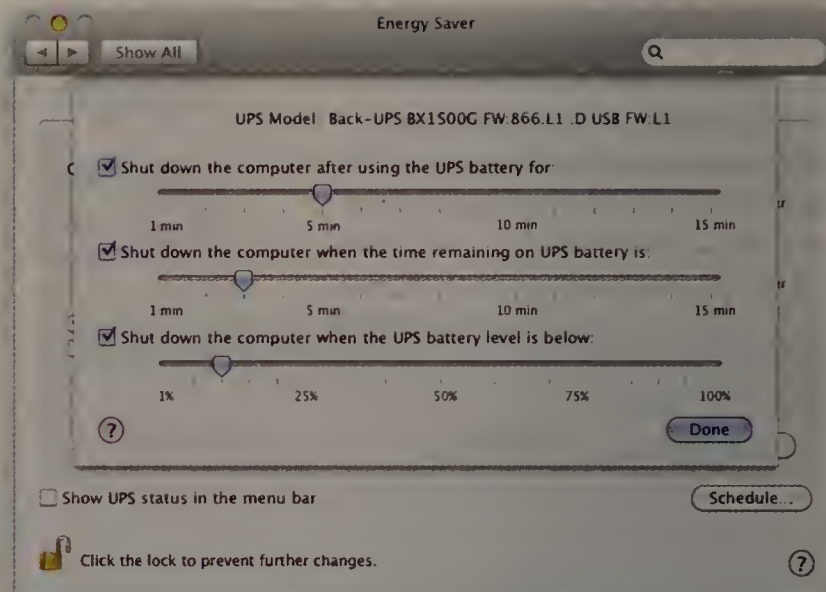 Energy Saver
Show All
UPS Model Back-UPS BX1500G FW:866.L1 .D USB FW:L1
Shut down the computer after using the UPS battery for:
1 min 5 min 10 min 15 min
Shut down the computer when the time remaining on UPS battery is:
1 min 5 min 10 min 15 min
Shut down the computer when the UPS battery level is below:
1% 25% 50% 75% 100%
? Done
Show UPS status in the menu bar
Schedule...
Click the lock to prevent further changes.
?